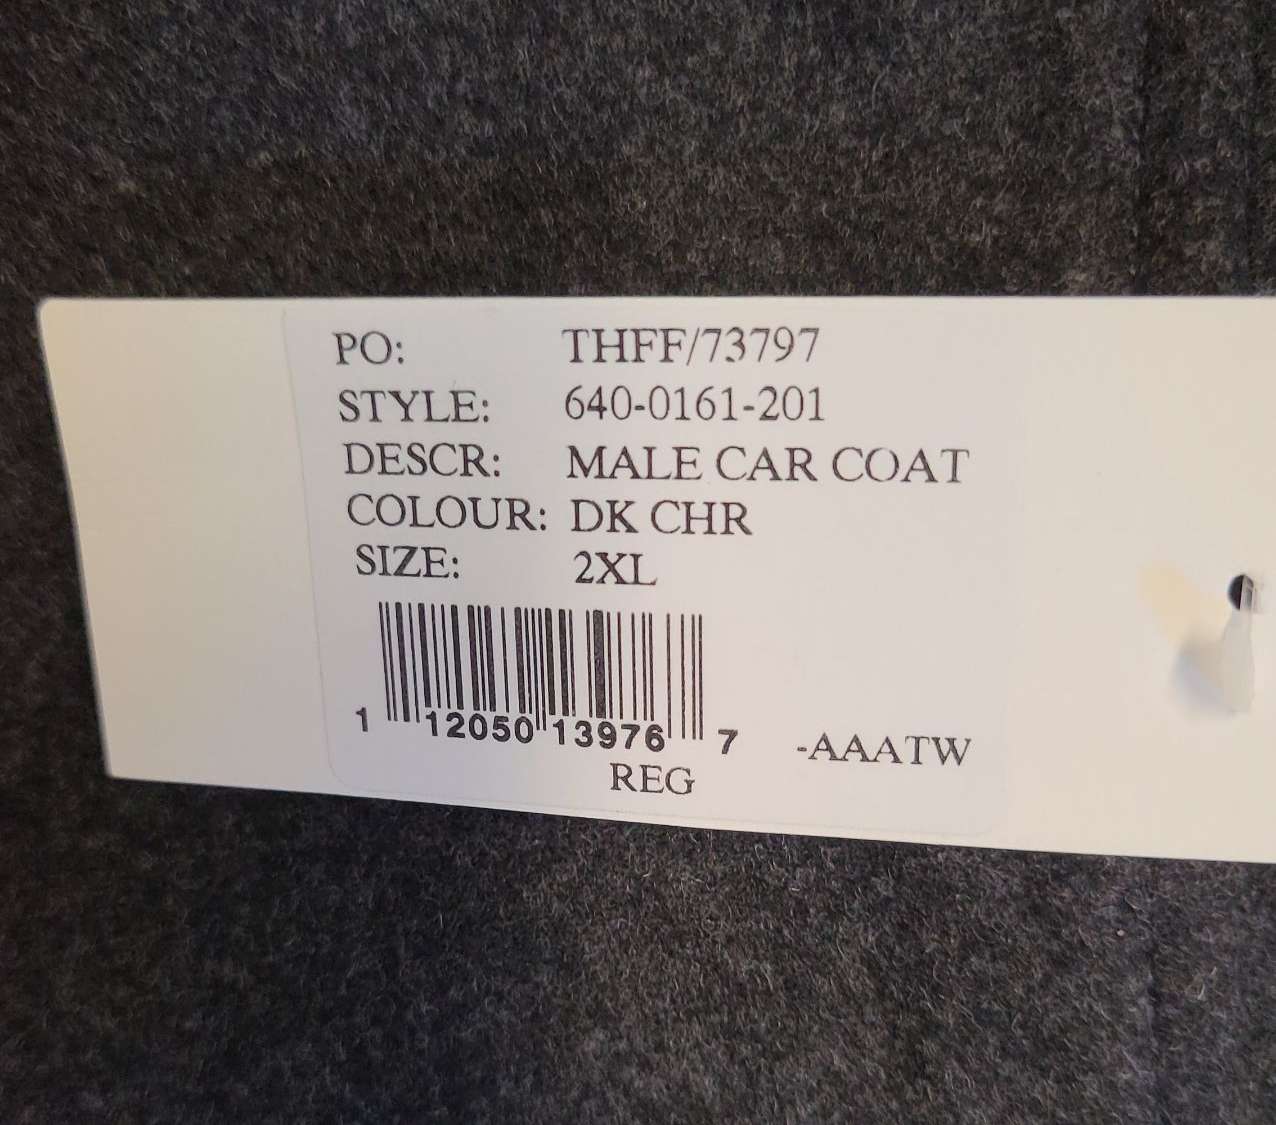 PO: THFF/73797
STYLE: 640-0161-201
DESCR: MALE CAR COAT
COLOUR: DK CHR
SIZE: 2XL
1 12050 13976 7 -AAATW
REG